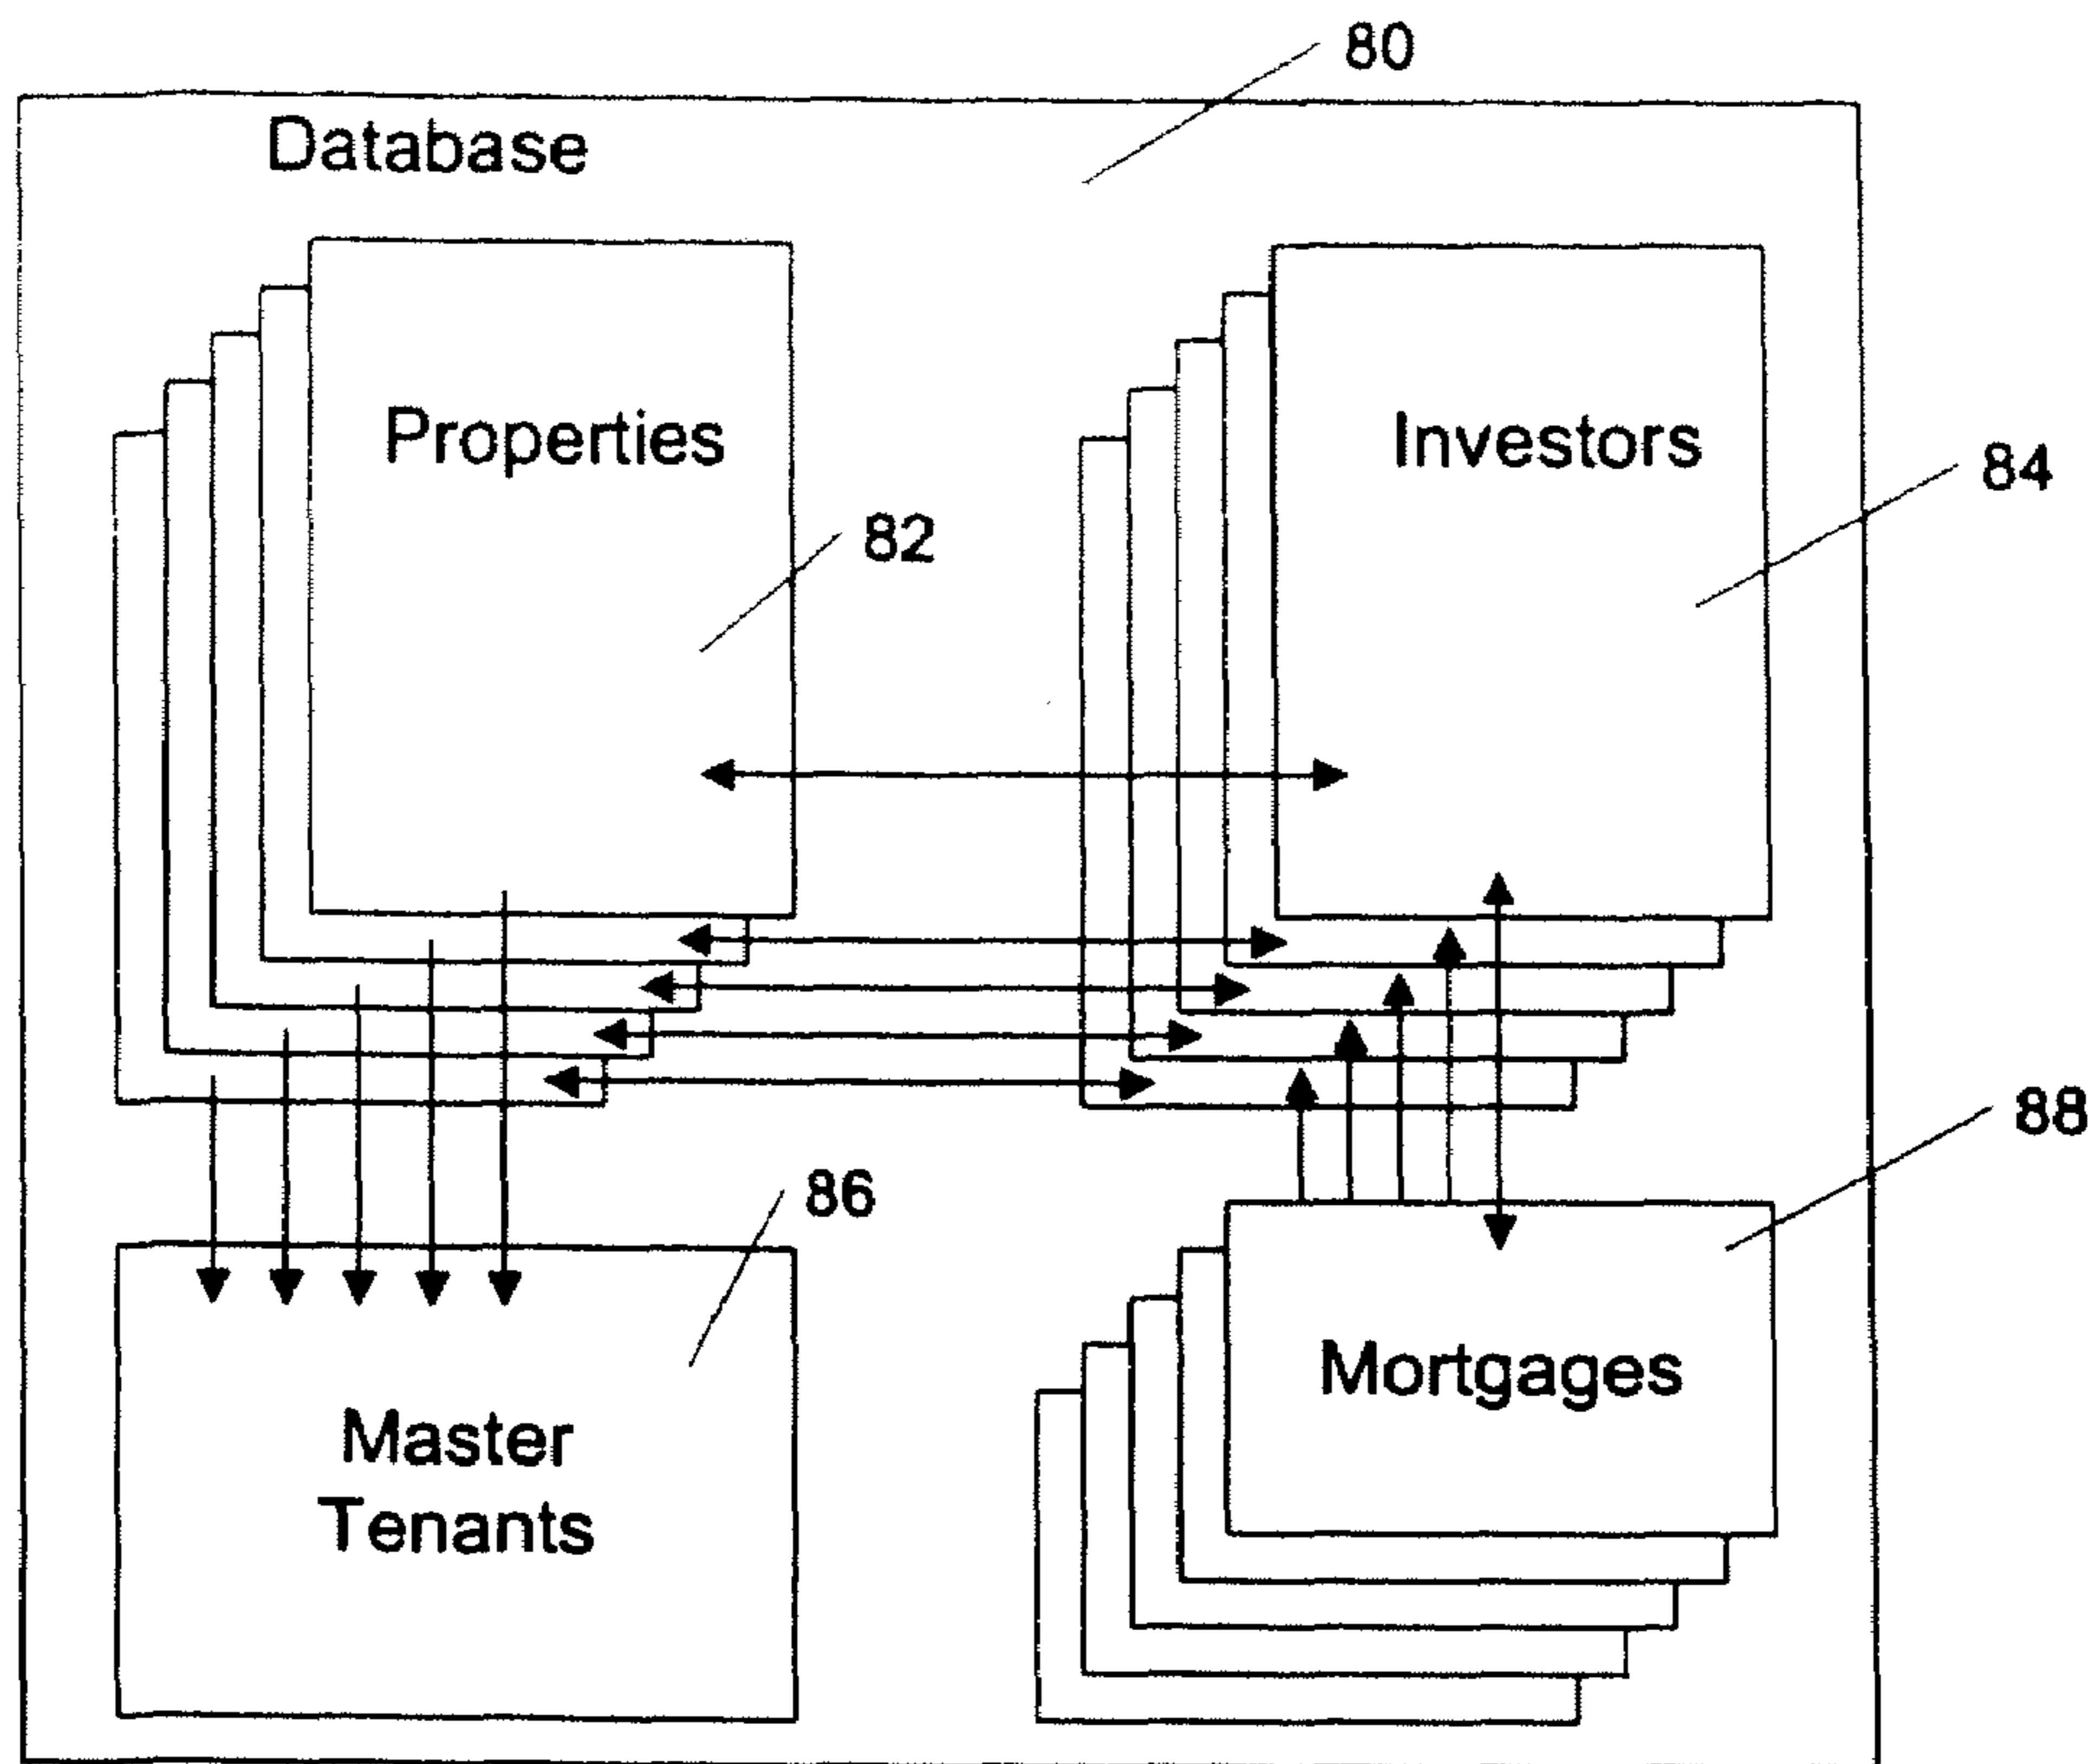 80
Database
Properties
Investors
84
82
88
86
Mortgages
Master
Tenants